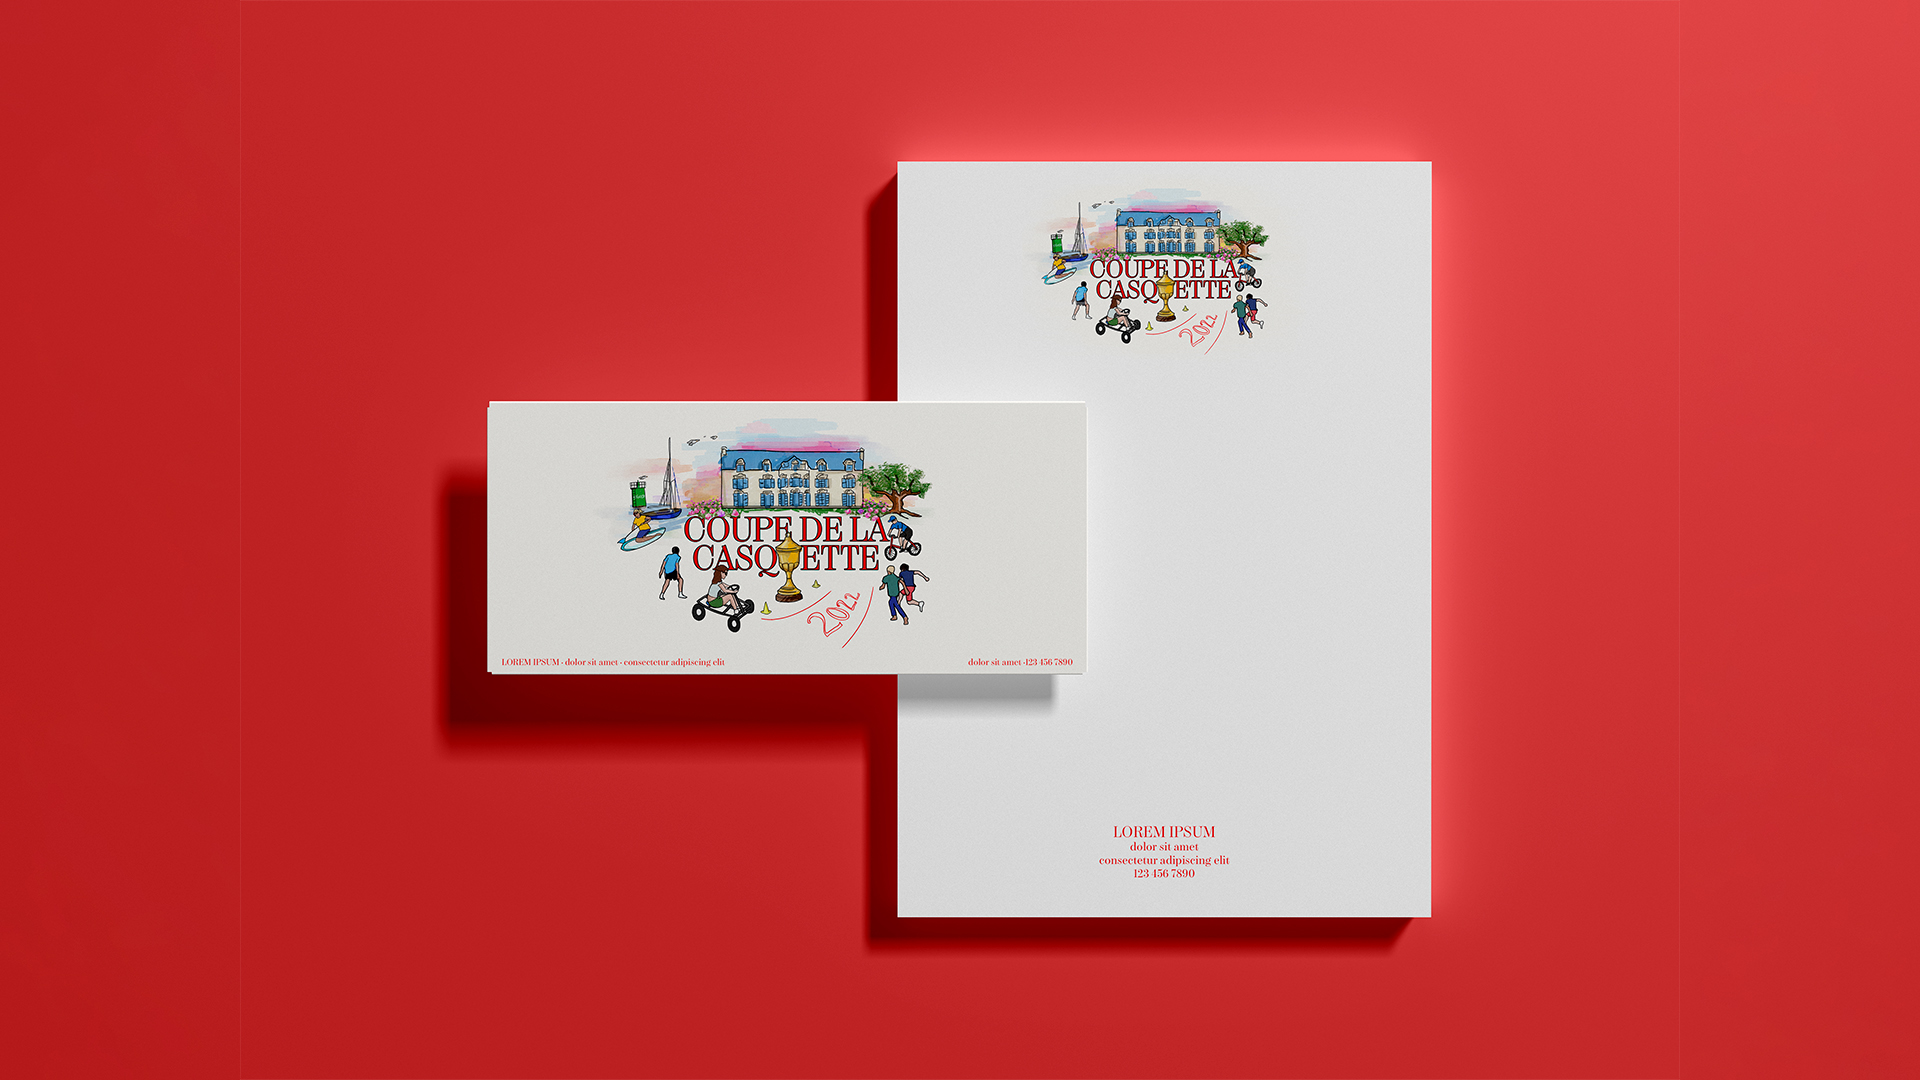 COUPE DE LA
CASQUETTE
2022
LOREM IPSUM · dolor sit amet · consectetur adipiscing elit
dolor sit amet ·123 456 7890
COUPE DE LA
CASQUETTE
2022
LOREM IPSUM
dolor sit amet
consectetur adipiscing elit
123 456 7890